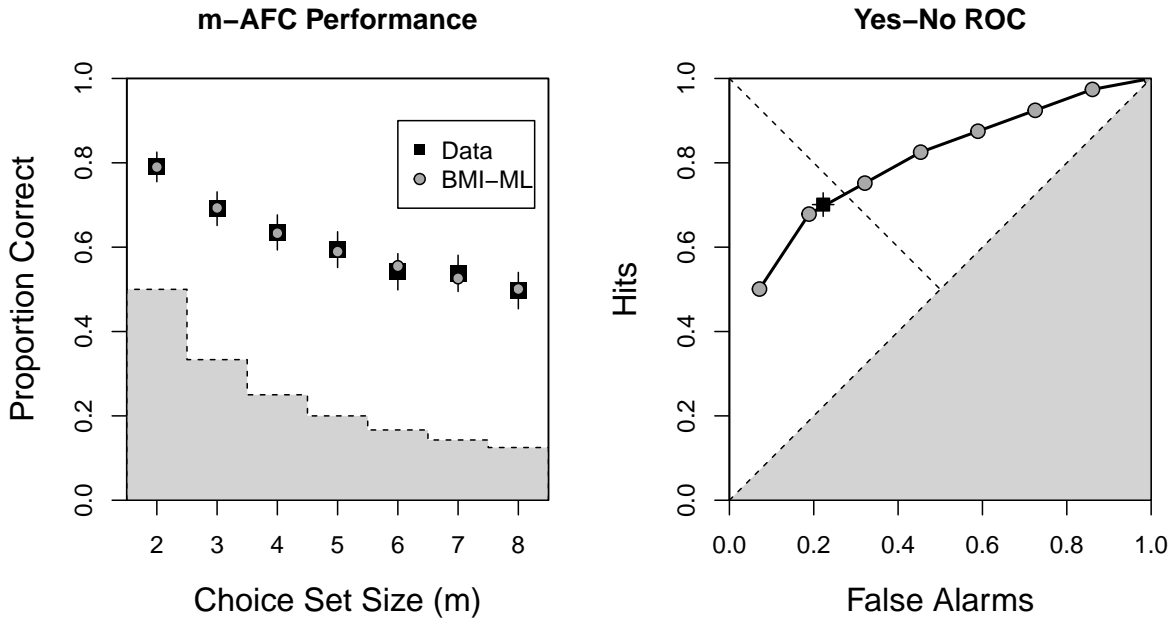 m−AFC Performance
Proportion Correct
1.0
0.8
0.6
0.4
0.2
0.0
Data
BMI−ML
2 3 4 5 6 7 8
Choice Set Size (m)
Yes−No ROC
Hits
1.0
0.8
0.6
0.4
0.2
0.0
0.0 0.2 0.4 0.6 0.8 1.0
False Alarms